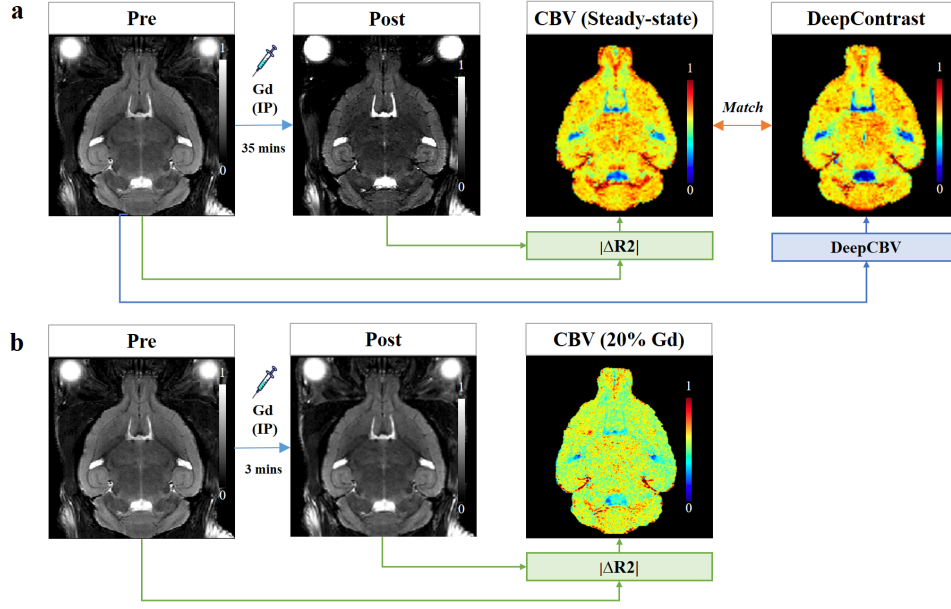 a
Pre
Post
CBV (Steady-state)
DeepContrast
1
0
Gd
(IP)
35 mins
1
0
1
0
Match
1
0
|ΔR2|
DeepCBV
b
Pre
Post
CBV (20% Gd)
1
0
Gd
(IP)
3 mins
1
0
1
0
|ΔR2|